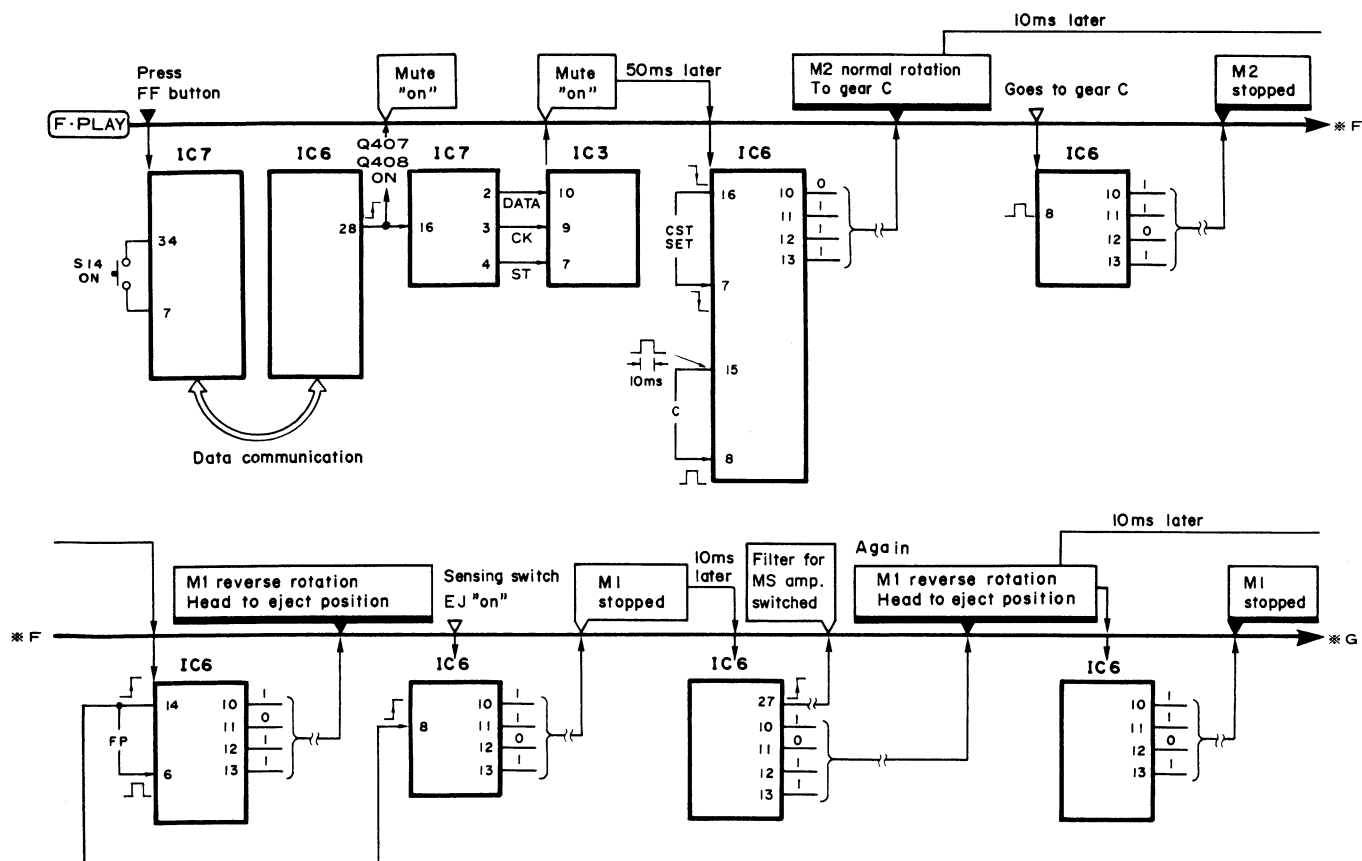 10ms later
Press
FF button
Mute
"on"
Mute
"on"
50ms later
M2 normal rotation
To gear C
Goes to gear C
M2
stopped
F·PLAY
※F
IC7
34
S14
ON
7
IC6
28
Q407
Q408
ON
IC7
16
2
3
4
DATA
CK
ST
IC3
10
9
7
IC6
16
CST
SET
7
10ms
15
C
8
10 0
11 1
12 1
13 1
IC6
8
10 1
11 1
12 0
13 1
Data communication
10ms later
M1 reverse rotation
Head to eject position
Sensing switch
EJ "on"
M1
stopped
10ms
later
Filter for
MS amp.
switched
Again
M1 reverse rotation
Head to eject position
M1
stopped
※F
※G
IC6
14
FP
6
10 1
11 0
12 1
13 1
IC6
8
10 1
11 1
12 0
13 1
IC6
27
10 1
11 0
12 1
13 1
IC6
10 1
11 1
12 0
13 1